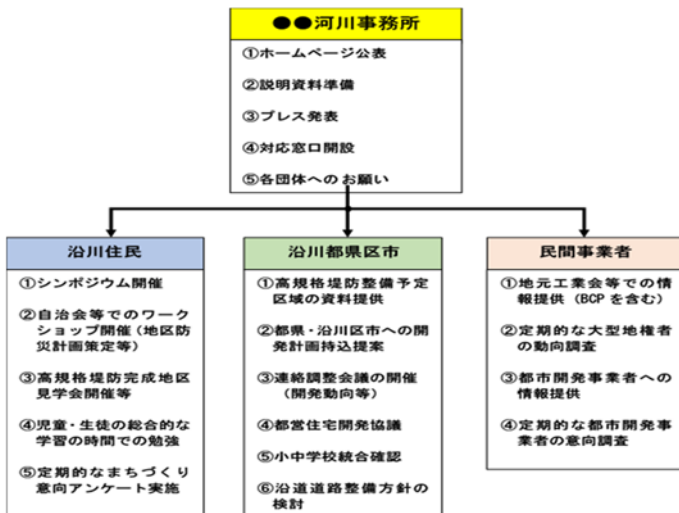 ●●河川事務所
①ホームページ公表
②説明資料準備
③プレス発表
④対応窓口開設
⑤各団体へのお願い
沿川住民
①シンポジウム開催
②自治会等でのワーク
ショップ開催(地区防
災計画策定等)
③高規格堤防完成地区
見学会開催等
④児童・生徒の総合的な
学習の時間での勉強
⑤定期的なまちづくり
意向アンケート実施
沿川都県区市
①高規格堤防整備予定
区域の資料提供
②都県・沿川区市への開
発計画持込提案
③連絡調整会議の開催
(開発動向等)
④都営住宅開発協議
⑤小中学校統合確認
⑥沿道道路整備方針の
検討
民間事業者
①地元工業会等での情
報提供(BCPを含む)
②定期的な大型地権者
の動向調査
③都市開発事業者への
情報提供
④定期的な都市開発事
業者の意向調査